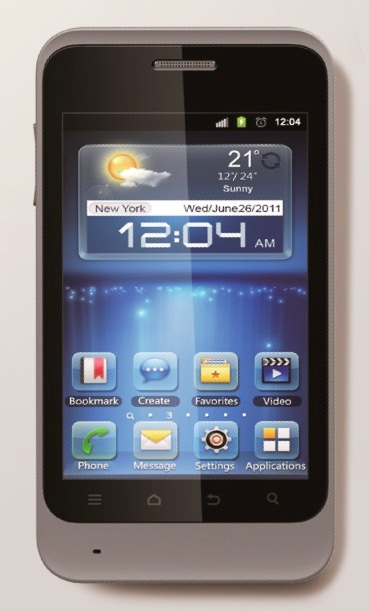 12:04
21°
12°/ 24°
Sunny
New York Wed/June26/2011
12:04 AM
Bookmark Create Favorites Video
3
Phone Message Settings Applications